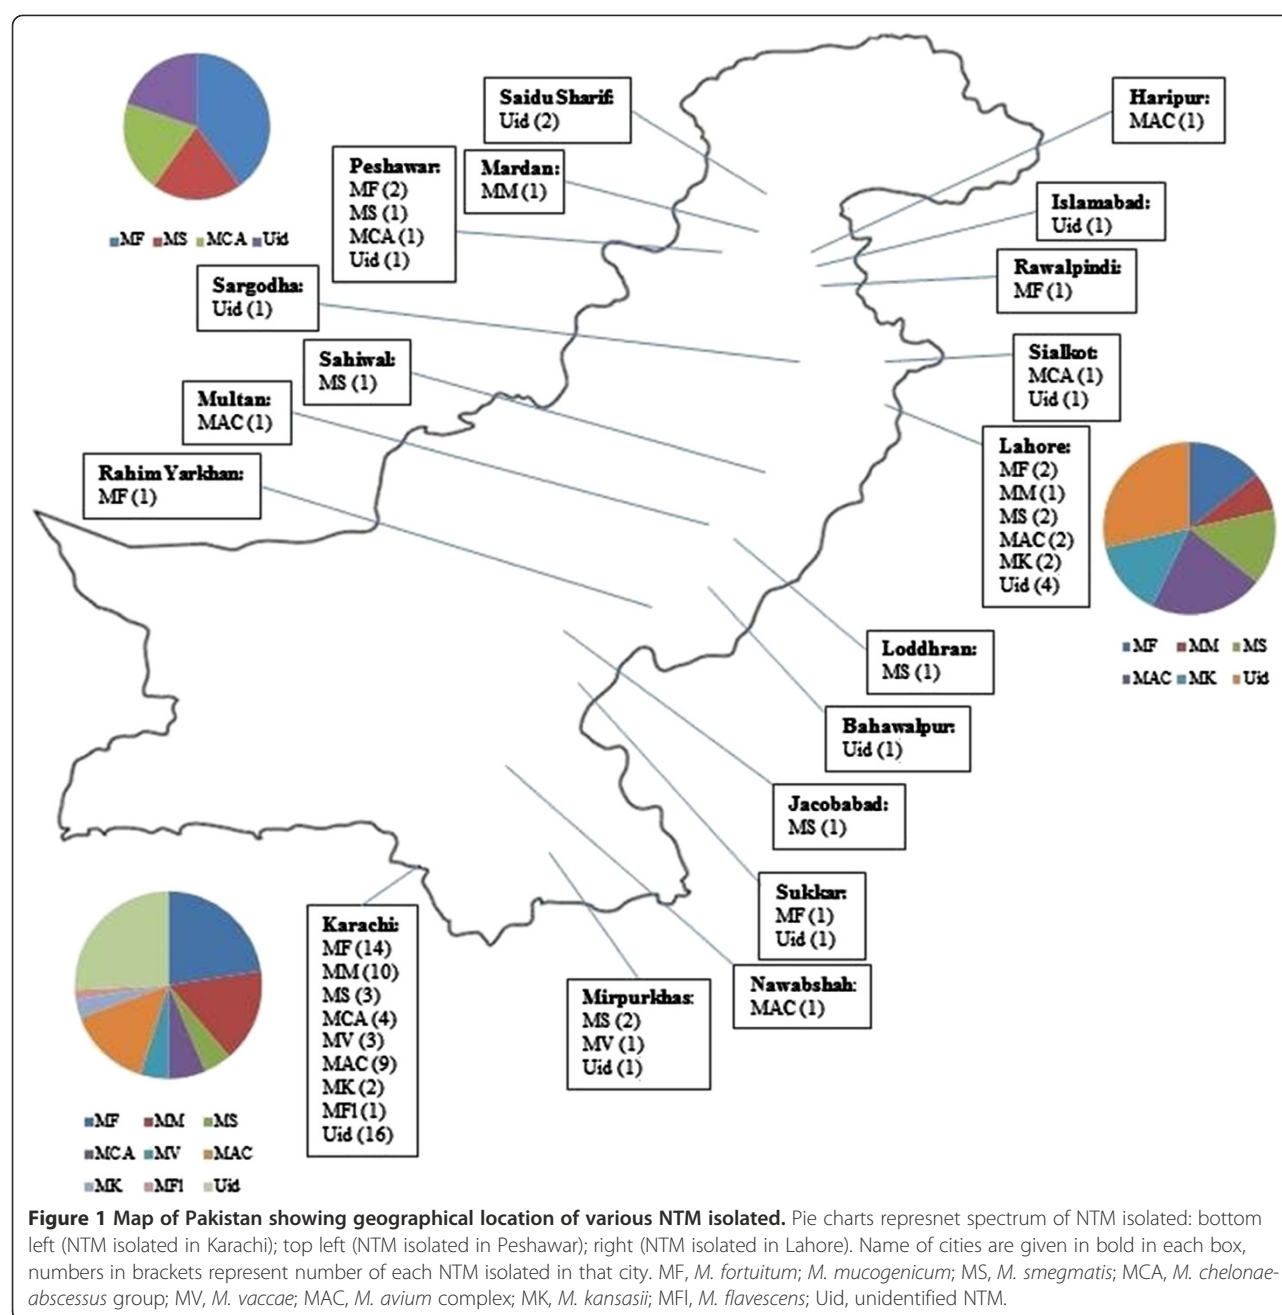 Saidu Sharif:
Uid (2)
Haripur:
MAC (1)
Peshawar:
MF (2)
MS (1)
MCA (1)
Uid (1)
Mardan:
MM (1)
Islamabad:
Uid (1)
■MF ■MS ■MCA ■Uid
Sargodha:
Uid (1)
Rawalpindi:
MF (1)
Sahiwal:
MS (1)
Sialkot:
MCA (1)
Uid (1)
Multan:
MAC (1)
Rahim Yarkhan:
MF (1)
Lahore:
MF (2)
MM (1)
MS (2)
MAC (2)
MK (2)
Uid (4)
■MF ■MM ■MS
■MAC ■MK ■Uid
Loddhran:
MS (1)
Bahawalpur:
Uid (1)
Jacobabad:
MS (1)
Sukkar:
MF (1)
Uid (1)
Nawabshah:
MAC (1)
Mirpurkhas:
MS (2)
MV (1)
Uid (1)
Karachi:
MF (14)
MM (10)
MS (3)
MCA (4)
MV (3)
MAC (9)
MK (2)
MFl (1)
Uid (16)
■MF ■MM ■MS
■MCA ■MV ■MAC
■MK ■MFl ■Uid
Figure 1 Map of Pakistan showing geographical location of various NTM isolated. Pie charts represnet spectrum of NTM isolated: bottom
left (NTM isolated in Karachi); top left (NTM isolated in Peshawar); right (NTM isolated in Lahore). Name of cities are given in bold in each box,
numbers in brackets represent number of each NTM isolated in that city. MF, M. fortuitum; M. mucogenicum; MS, M. smegmatis; MCA, M. chelonae-
abscessus group; MV, M. vaccae; MAC, M. avium complex; MK, M. kansasii; MFl, M. flavescens; Uid, unidentified NTM.